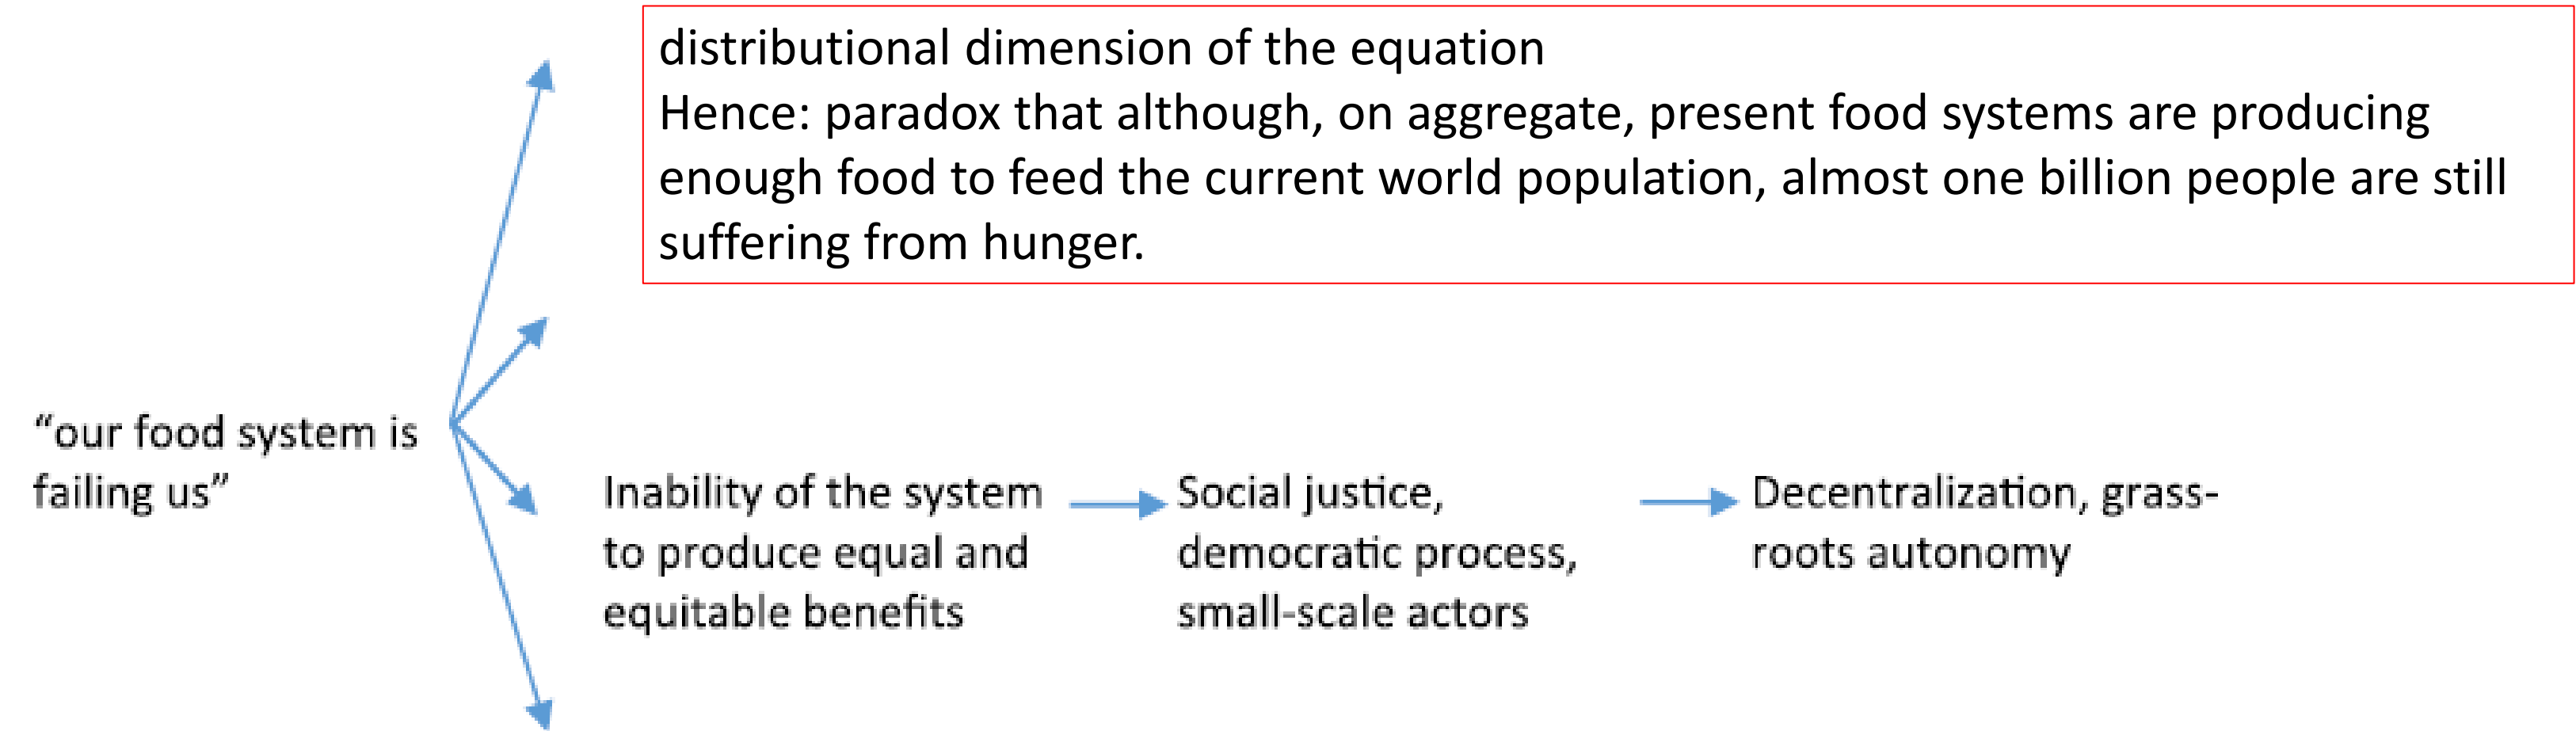 distributional dimension of the equation
Hence: paradox that although, on aggregate, present food systems are producing
enough food to feed the current world population, almost one billion people are still
suffering from hunger.
“our food system is
failing us”
Inability of the system
to produce equal and
equitable benefits
Social justice,
democratic process,
small-scale actors
Decentralization, grass-
roots autonomy